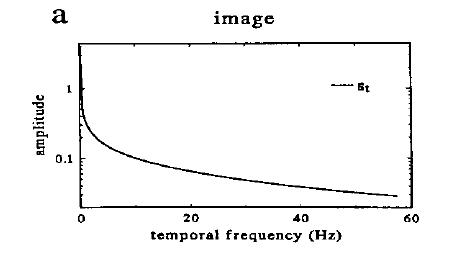 a
image
amplitude
1
0.1
s_t
0 20 40 60
temporal frequency (Hz)